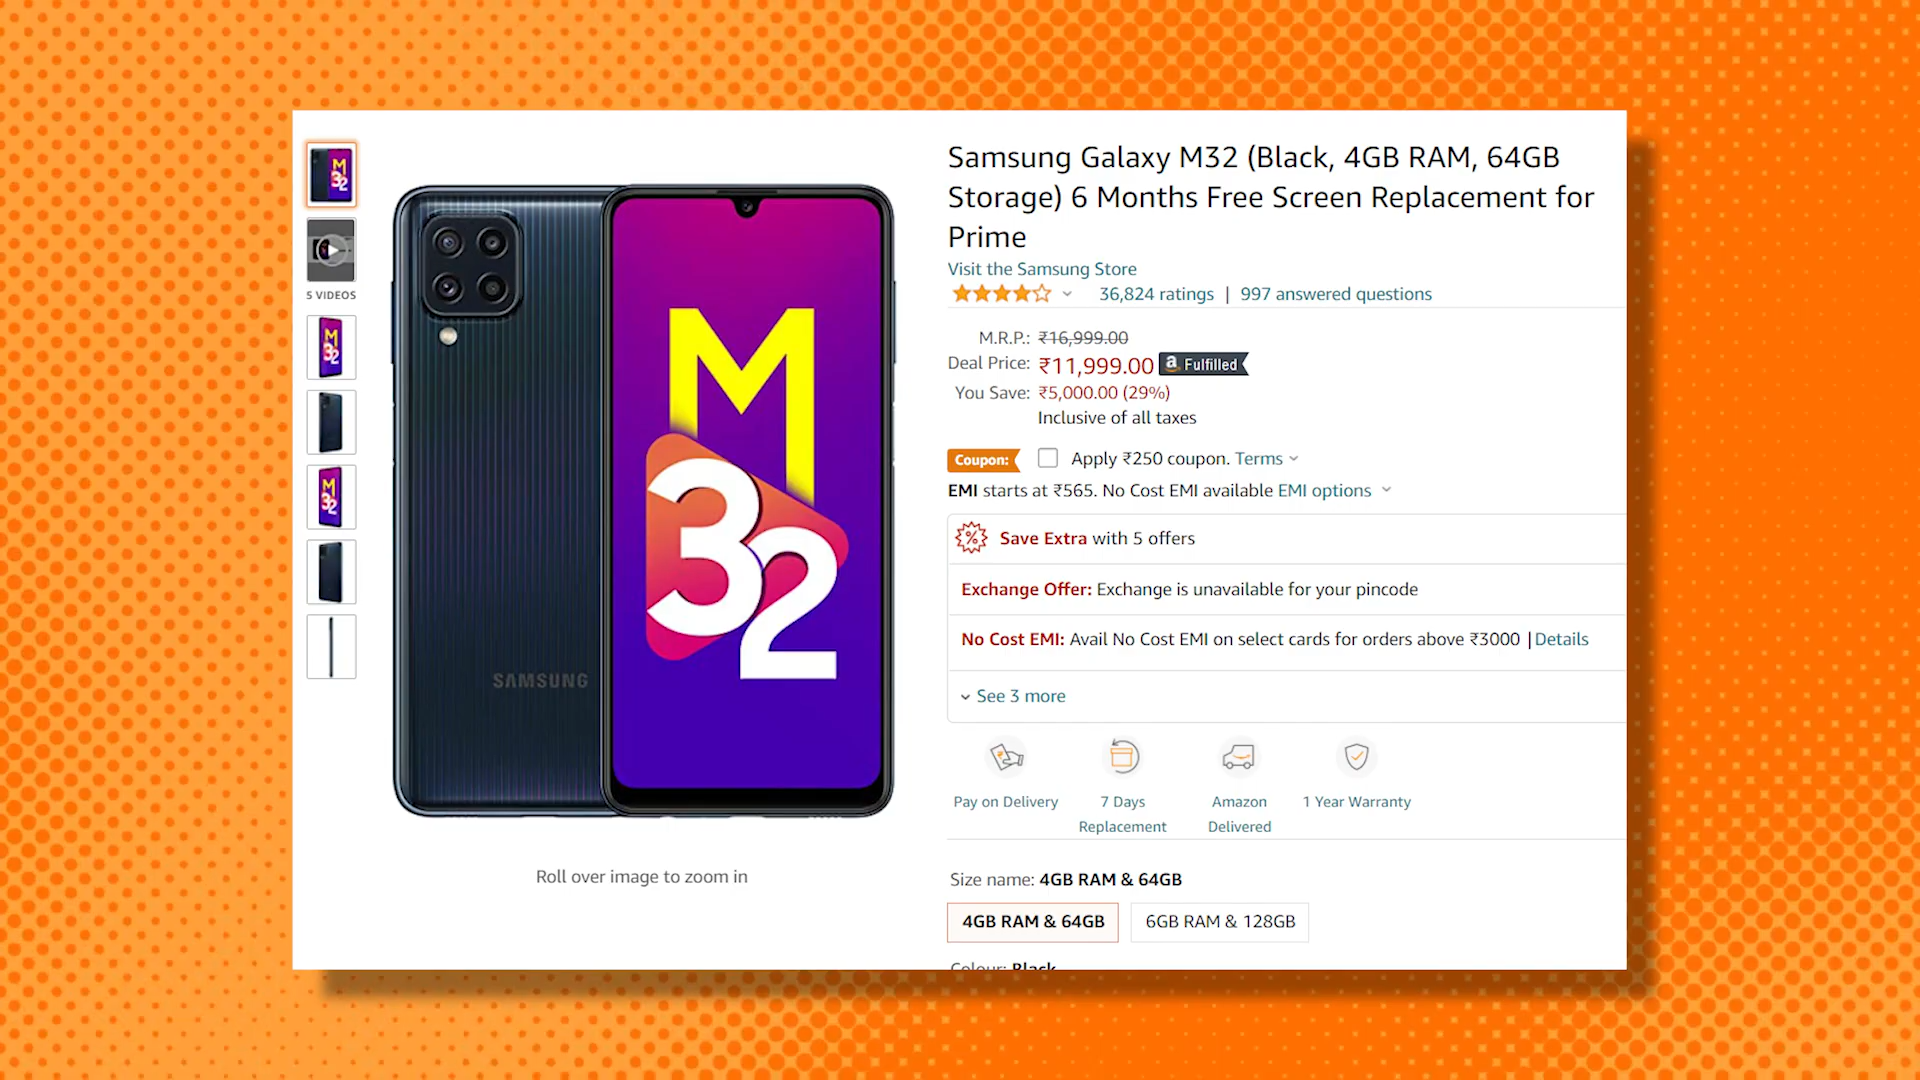 M
32
5 VIDEOS
M
32
M
32
SAMSUNG
M
32
Roll over image to zoom in
Samsung Galaxy M32 (Black, 4GB RAM, 64GB
Storage) 6 Months Free Screen Replacement for
Prime
Visit the Samsung Store
36,824 ratings | 997 answered questions
M.R.P.: ₹16,999.00
Deal Price: ₹11,999.00 a Fulfilled
You Save: ₹5,000.00 (29%)
Inclusive of all taxes
Coupon: Apply ₹250 coupon. Terms
EMI starts at ₹565. No Cost EMI available EMI options
% Save Extra with 5 offers
Exchange Offer: Exchange is unavailable for your pincode
No Cost EMI: Avail No Cost EMI on select cards for orders above ₹3000 |Details
See 3 more
Pay on Delivery
7 Days
Replacement
Amazon
Delivered
1 Year Warranty
Size name: 4GB RAM & 64GB
4GB RAM & 64GB
6GB RAM & 128GB
Colour: Black